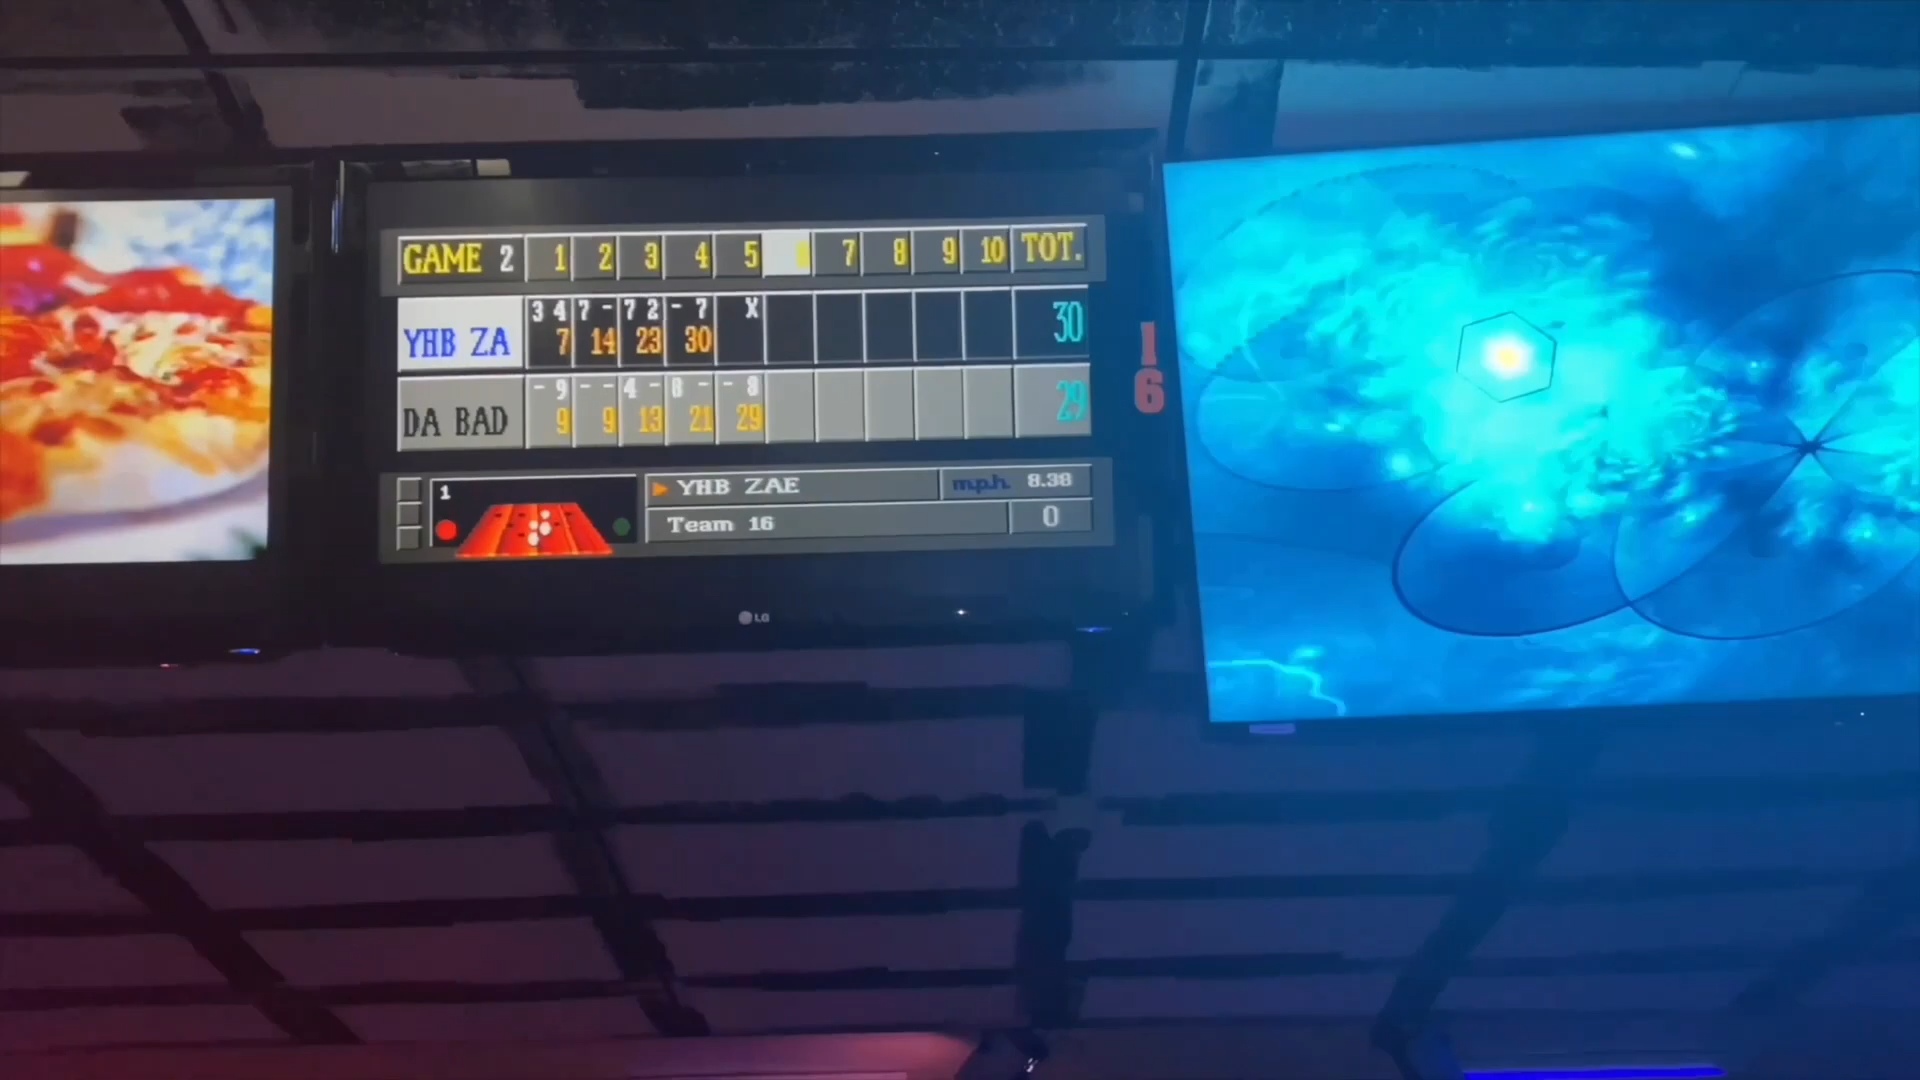 GAME 2 1 2 3 4 5 6 7 8 9 10 TOT.
3 4 7 - 7 2 - 7 X
YHB ZA 7 14 23 30 30
- 9 - - 4 - 8 - - 8
DA BAD 9 9 13 21 29 29
16
1 YHB ZAE m.p.h. 8.38
Team 16 0
LG